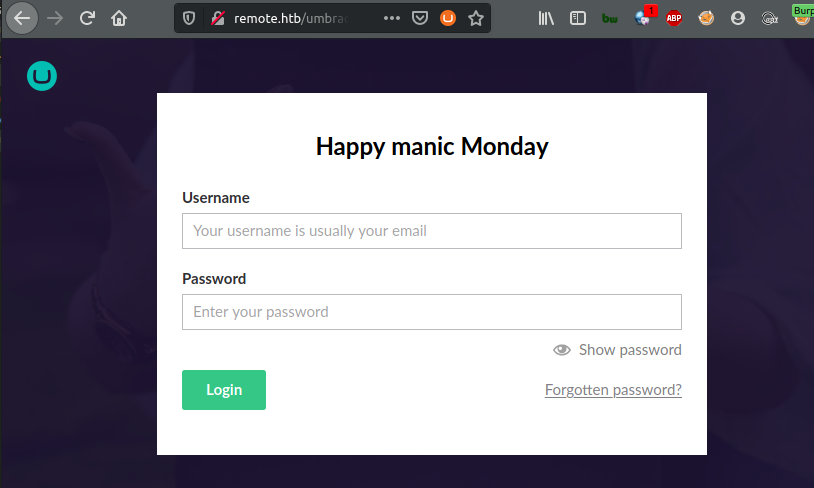 remote.htb/umbra
1
ABP
Burp
Happy manic Monday
Username
Your username is usually your email
Password
Enter your password
Show password
Login
Forgotten password?